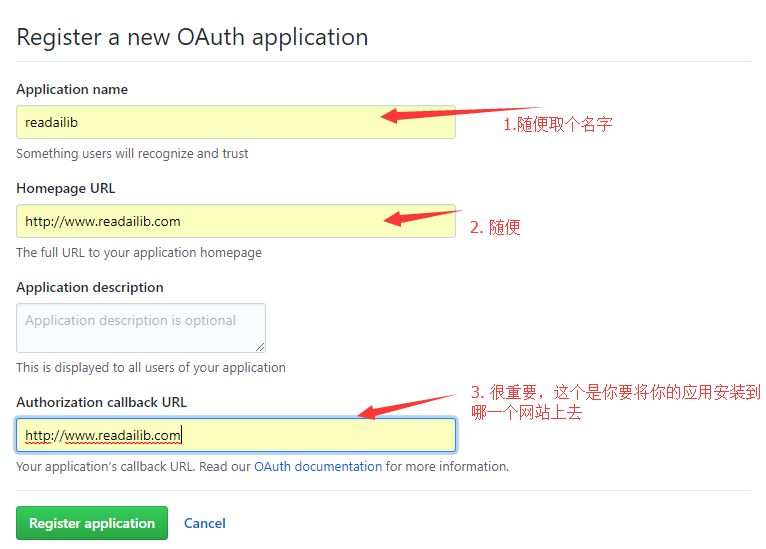 Register a new OAuth application
Application name
readailib
1.随便取个名字
Something users will recognize and trust
Homepage URL
http://www.readailib.com
2. 随便
The full URL to your application homepage
Application description
Application description is optional
This is displayed to all users of your application
Authorization callback URL
3. 很重要，这个是你要将你的应用安装到
哪一个网站上去
http://www.readailib.com
Your application's callback URL. Read our OAuth documentation for more information.
Register application
Cancel